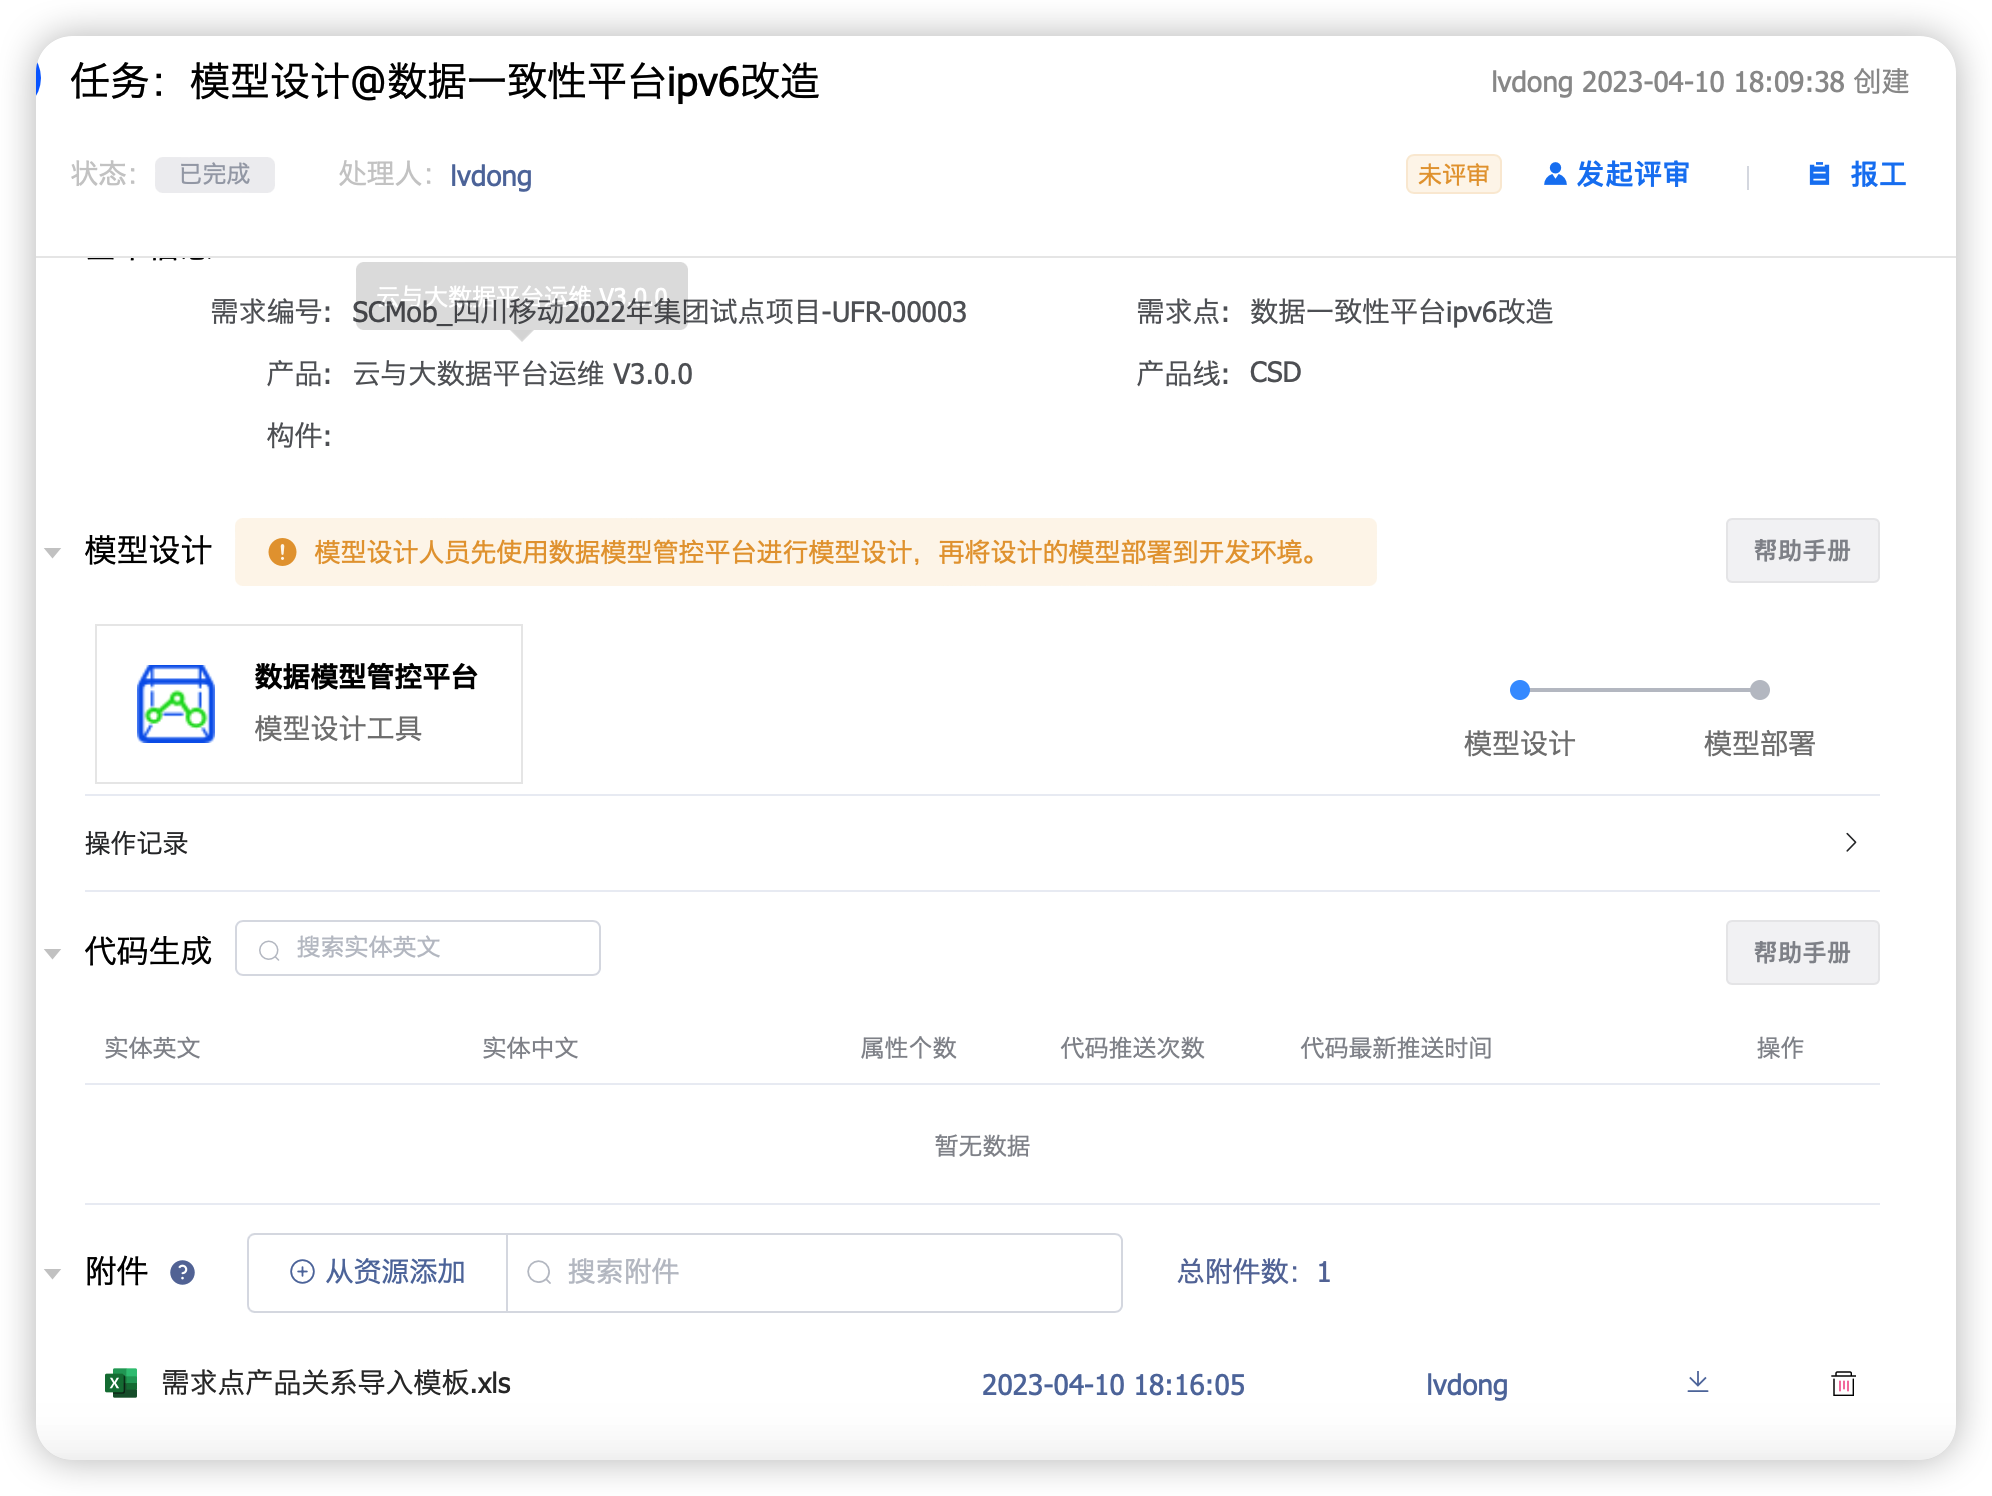 任务：模型设计@数据一致性平台ipv6改造
lvdong 2023-04-10 18:09:38 创建
状态：
已完成
处理人：
lvdong
未评审
发起评审
报工
云与大数据平台运维 V3.0.0
需求编号：
SCMob_四川移动2022年集团试点项目-UFR-00003
需求点：
数据一致性平台ipv6改造
产品：
云与大数据平台运维 V3.0.0
产品线：
CSD
构件：
模型设计
模型设计人员先使用数据模型管控平台进行模型设计，再将设计的模型部署到开发环境。
帮助手册
数据模型管控平台
模型设计工具
模型设计
模型部署
操作记录
代码生成
搜索实体英文
帮助手册
实体英文
实体中文
属性个数
代码推送次数
代码最新推送时间
操作
暂无数据
附件
从资源添加
搜索附件
总附件数：1
需求点产品关系导入模板.xls
2023-04-10 18:16:05
lvdong